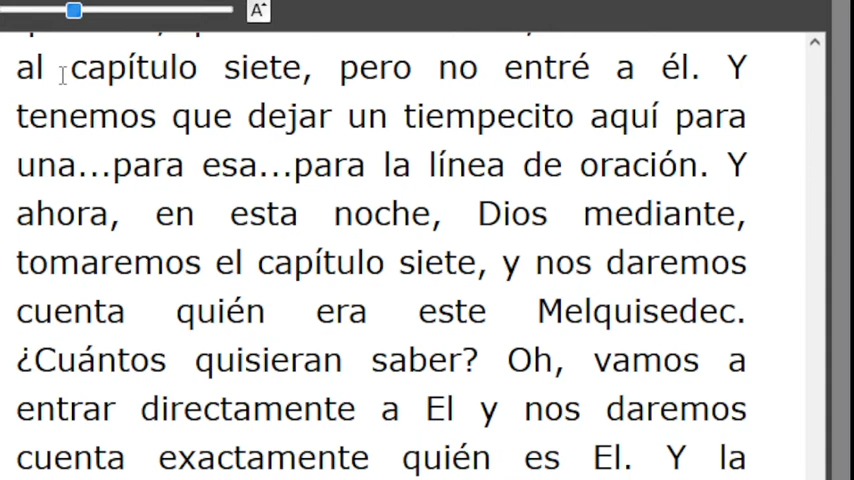 A
al capítulo siete, pero no entré a él. Y
tenemos que dejar un tiempecito aquí para
una...para esa...para la línea de oración. Y
ahora, en esta noche, Dios mediante,
tomaremos el capítulo siete, y nos daremos
cuenta quién era este Melquisedec.
¿Cuántos quisieran saber? Oh, vamos a
entrar directamente a El y nos daremos
cuenta exactamente quién es El. Y la